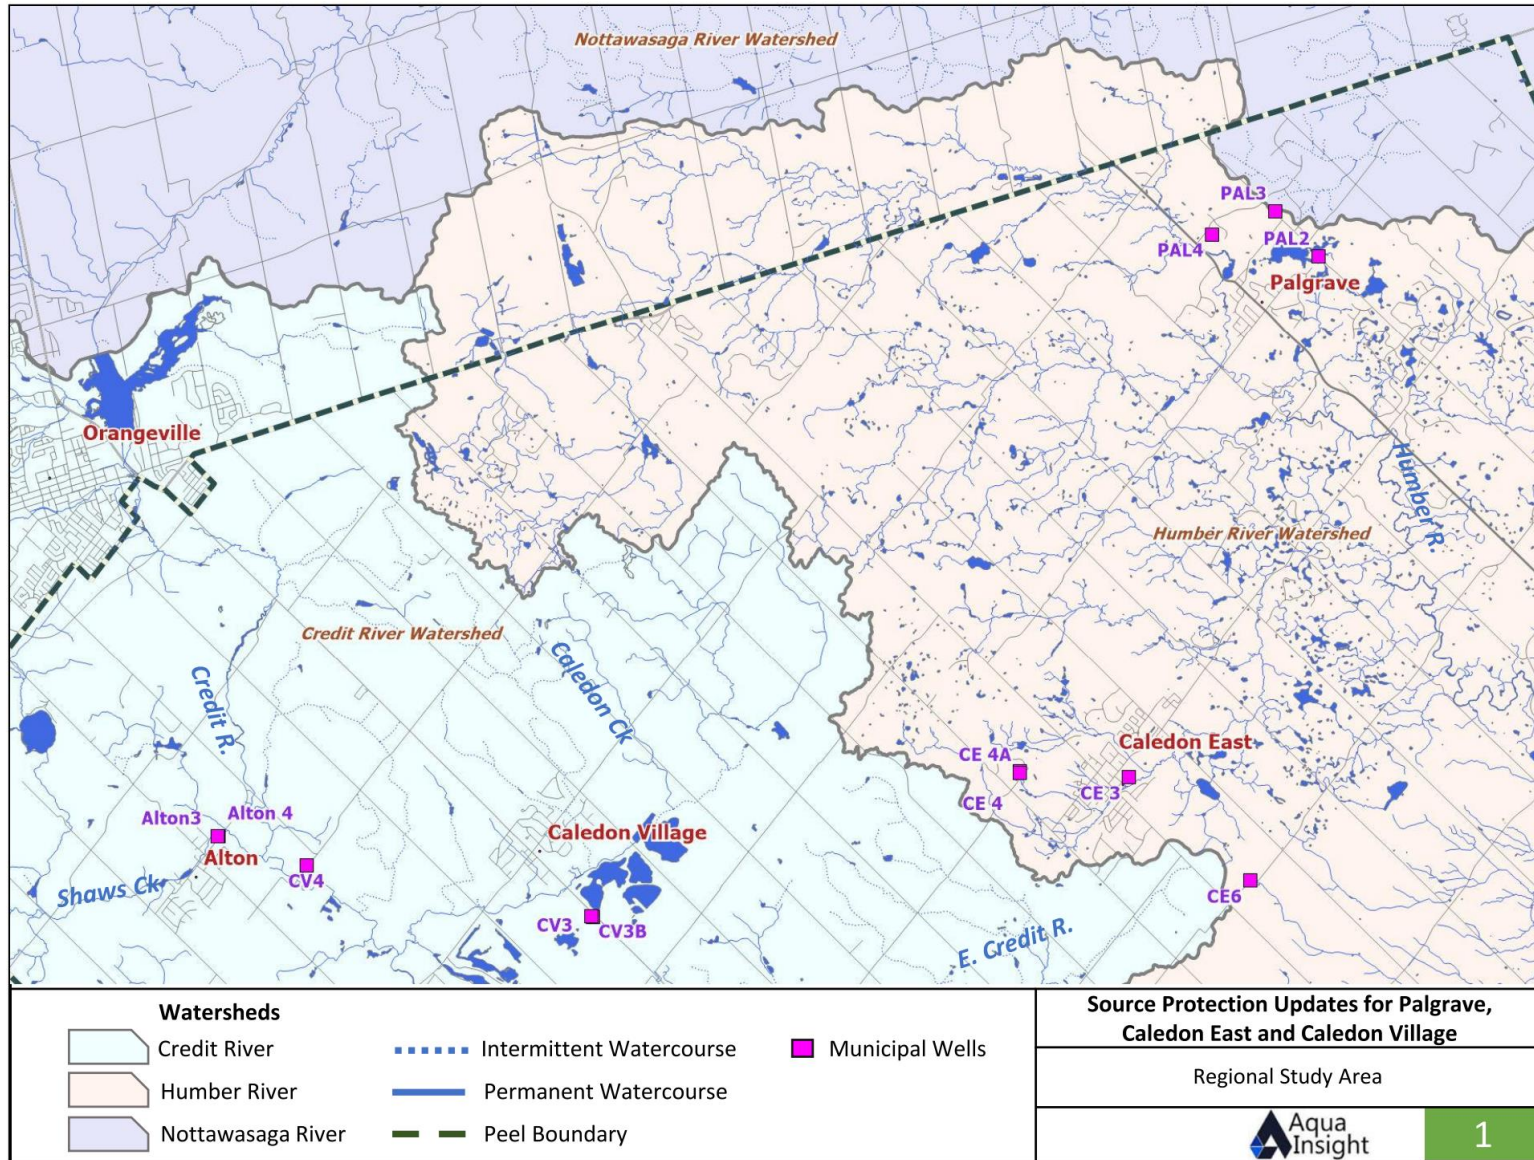 Nottawasaga River Watershed
PAL3
PAL4
PAL2
Palgrave
Orangeville
Humber R.
Humber River Watershed
Credit River Watershed
Credit R.
Caledon Ck
Caledon East
CE 4A
CE 4
CE 3
Alton3
Alton 4
Alton
Caledon Village
CV4
Shaws Ck
CV3
CV3B
CE6
E. Credit R.
Watersheds
Credit River
Humber River
Nottawasaga River
Intermittent Watercourse
Permanent Watercourse
Peel Boundary
Municipal Wells
Source Protection Updates for Palgrave,
Caledon East and Caledon Village
Regional Study Area
Aqua
Insight
1